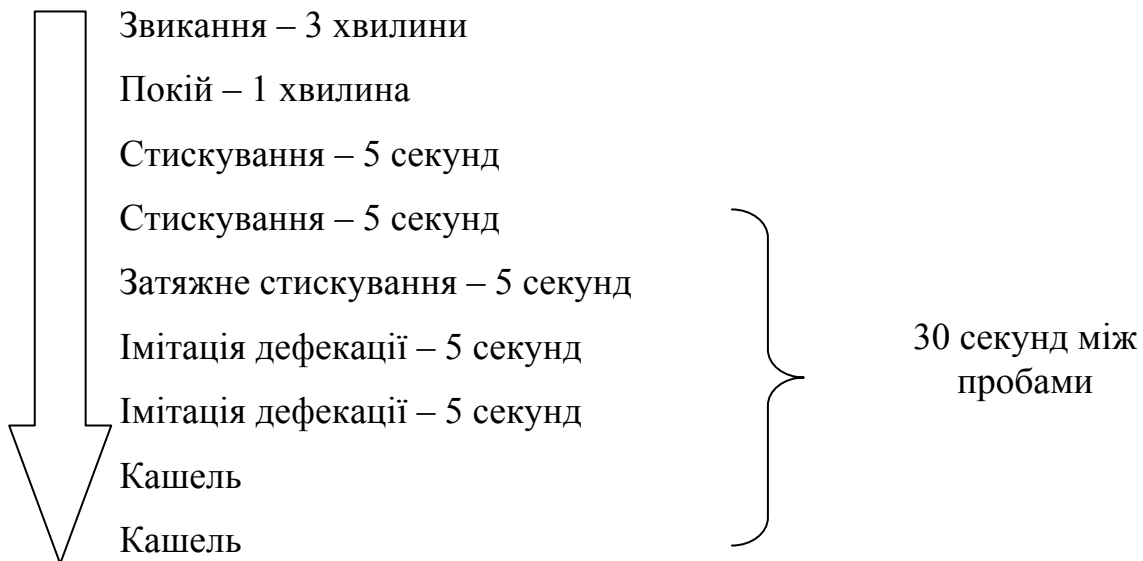 Звикання – 3 хвилини
Покій – 1 хвилина
Стискування – 5 секунд
Стискування – 5 секунд
Затяжне стискування – 5 секунд
Імітація дефекації – 5 секунд
Імітація дефекації – 5 секунд
Кашель
Кашель
30 секунд між
пробами